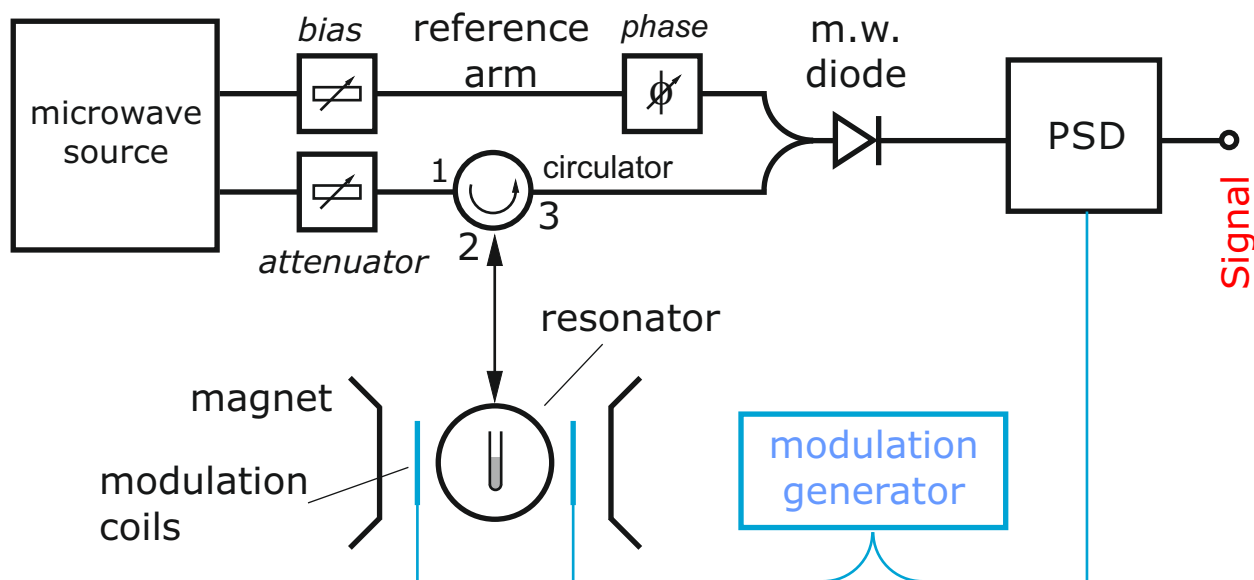 bias
reference
arm
phase
m.w.
diode
microwave
source
ϕ
PSD
1
circulator
3
2
attenuator
Signal
resonator
magnet
modulation
coils
modulation
generator